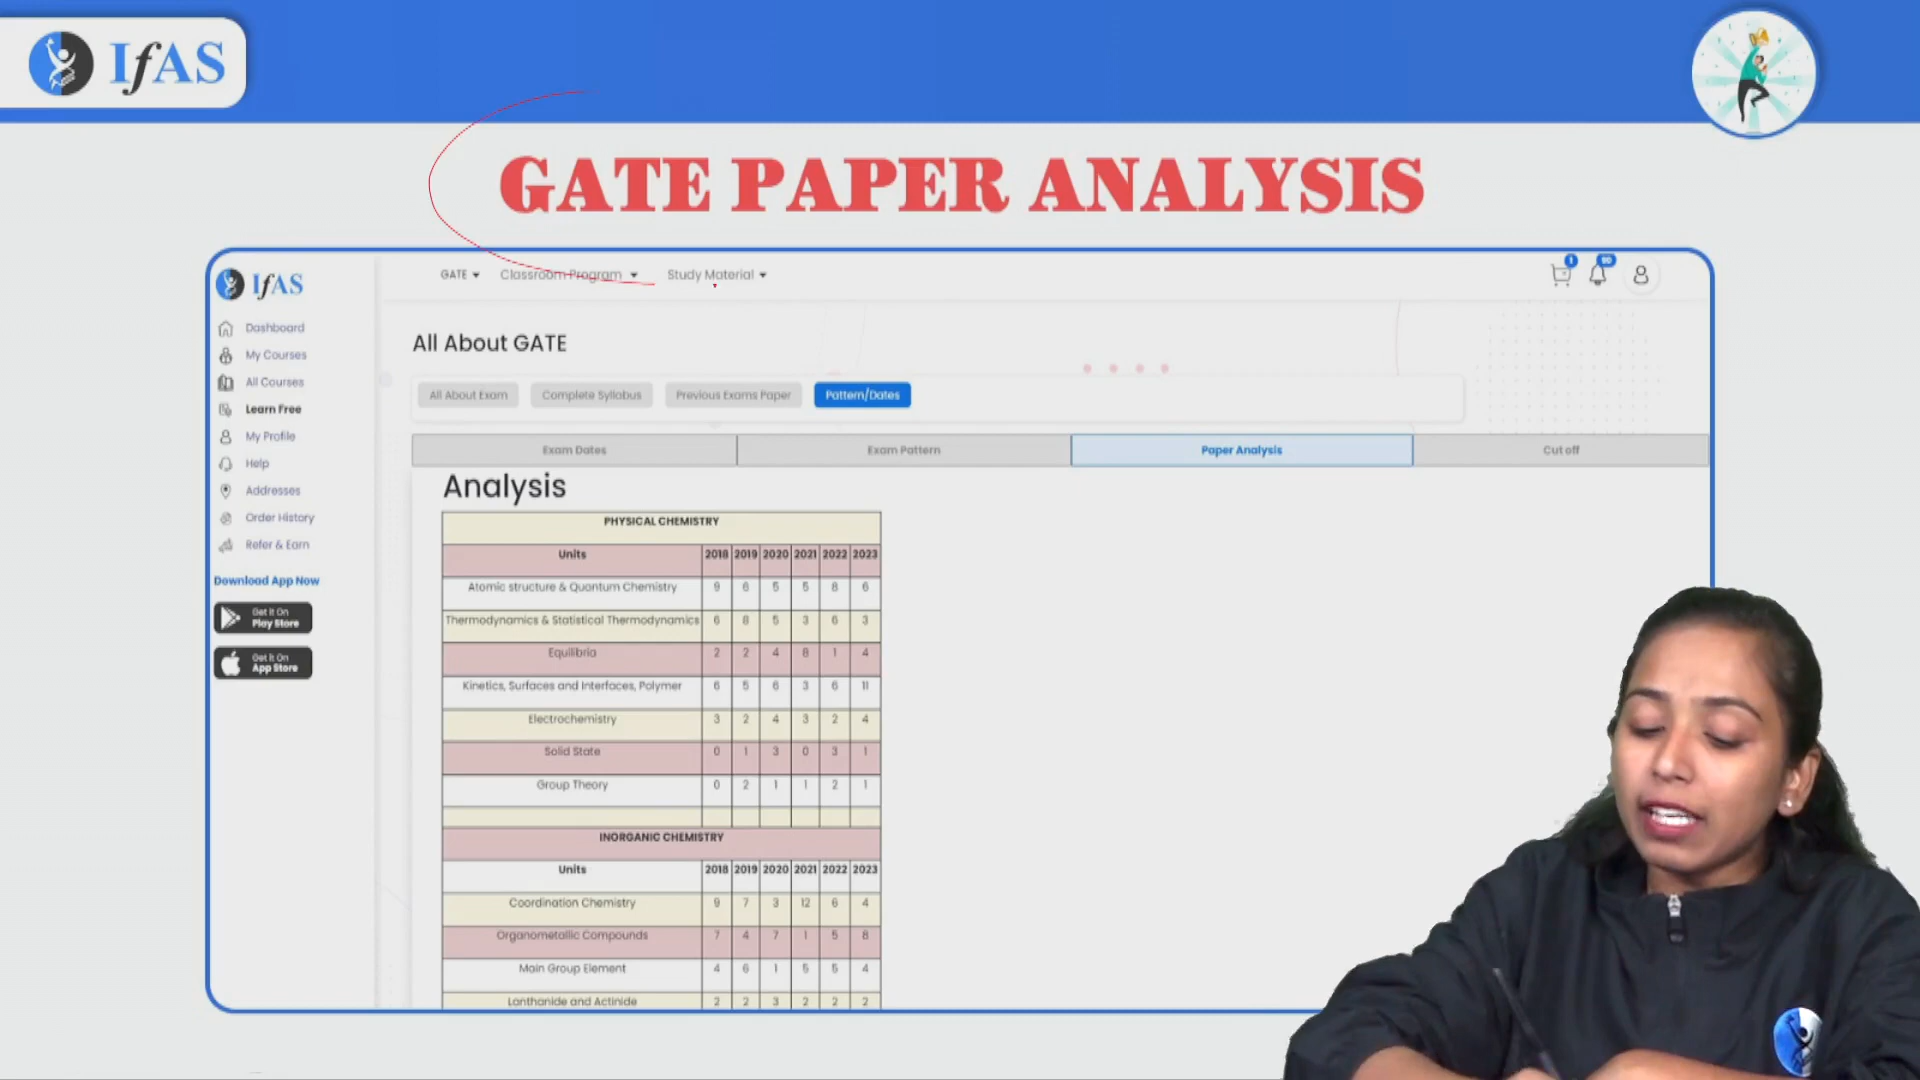 IfAS
GATE PAPER ANALYSIS
IfAS
GATE Classroom Program Study Material
1 90
Dashboard
My Courses
All Courses
Learn Free
My Profile
Help
Addresses
Order History
Refer & Earn
Download App Now
Get It On
Play Store
Get It On
App Store
All About GATE
All About Exam Complete Syllabus Previous Exams Paper Pattern/Dates
Exam Dates Exam Pattern Paper Analysis Cut off
Analysis
PHYSICAL CHEMISTRY
Units 2018 2019 2020 2021 2022 2023
Atomic structure & Quantum Chemistry 9 6 5 5 8 6
Thermodynamics & Statistical Thermodynamics 6 8 5 3 6 3
Equilibria 2 2 4 8 1 4
Kinetics, Surfaces and Interfaces, Polymer 6 5 6 3 6 11
Electrochemistry 3 2 4 3 2 4
Solid State 0 1 3 0 3 1
Group Theory 0 2 1 1 2 1
INORGANIC CHEMISTRY
Units 2018 2019 2020 2021 2022 2023
Coordination Chemistry 9 7 3 12 6 4
Organometallic Compounds 7 4 7 1 5 8
Main Group Element 4 6 1 5 5 4
Lanthanide and Actinide 2 2 3 2 2 2